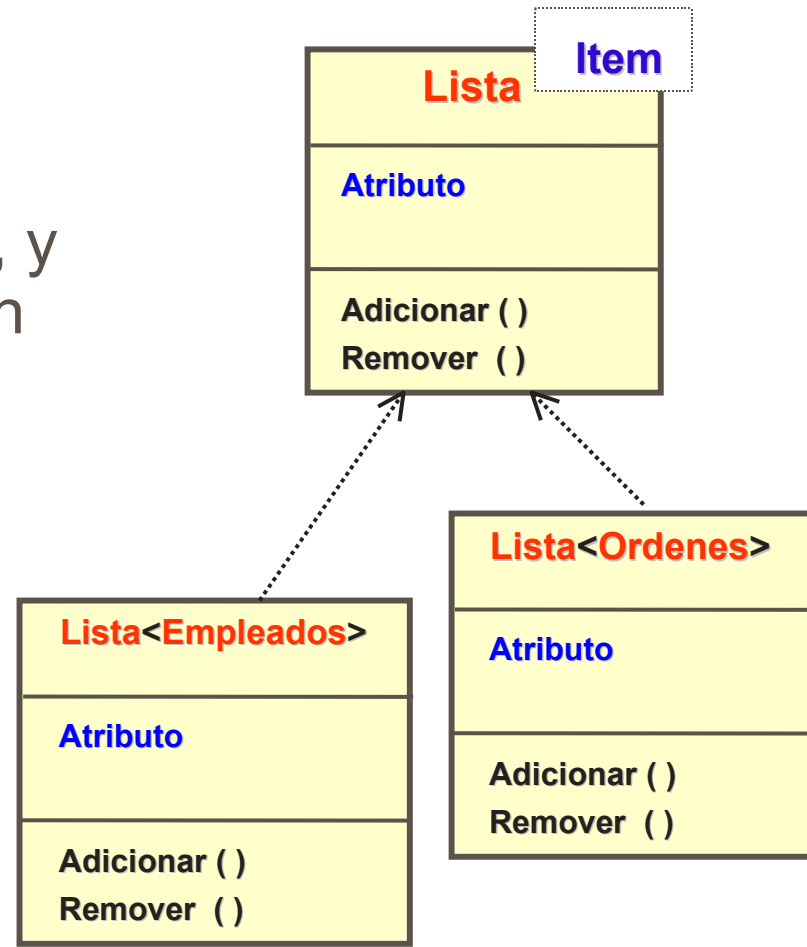 Item
Lista
Atributo
, y
n
Adicionar ( )
Remover ( )
Lista<Ordenes>
Atributo
Adicionar ( )
Remover ( )
Lista<Empleados>
Atributo
Adicionar ( )
Remover ( )